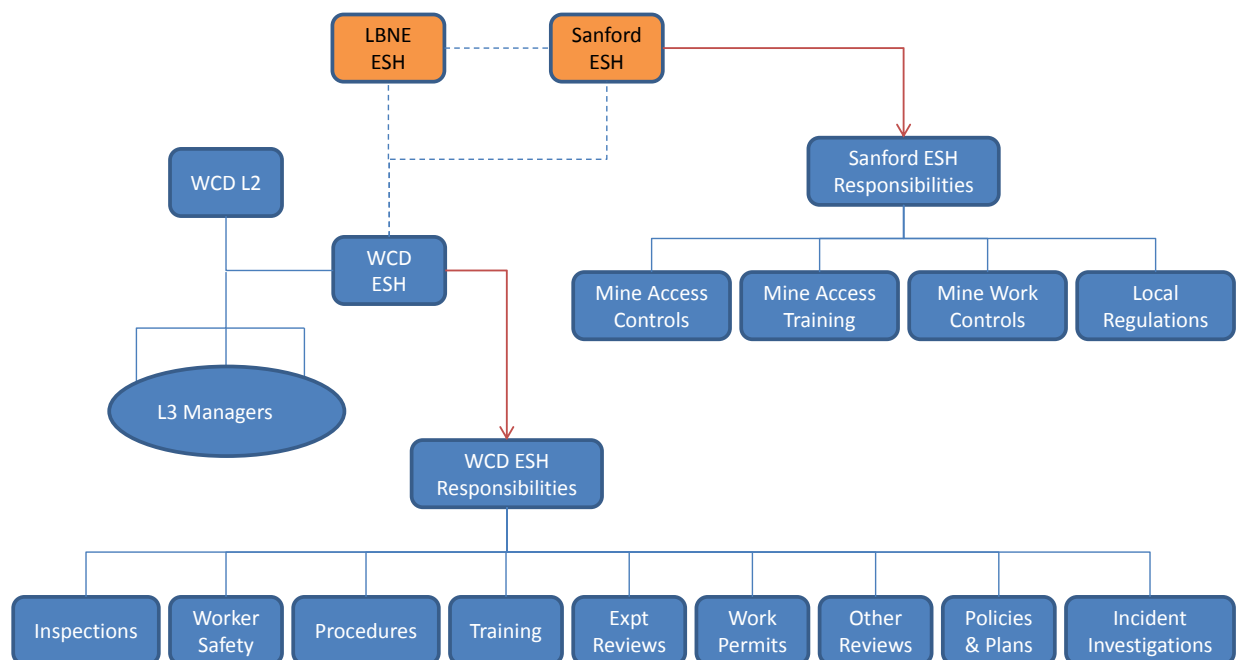 LBNE
ESH
Sanford
ESH
WCD L2
Sanford ESH
Responsibilities
WCD
ESH
Mine Access
Controls
Mine Access
Training
Mine Work
Controls
Local
Regulations
L3 Managers
WCD ESH
Responsibilities
Inspections
Worker
Safety
Procedures
Training
Expt
Reviews
Work
Permits
Other
Reviews
Policies
& Plans
Incident
Investigations